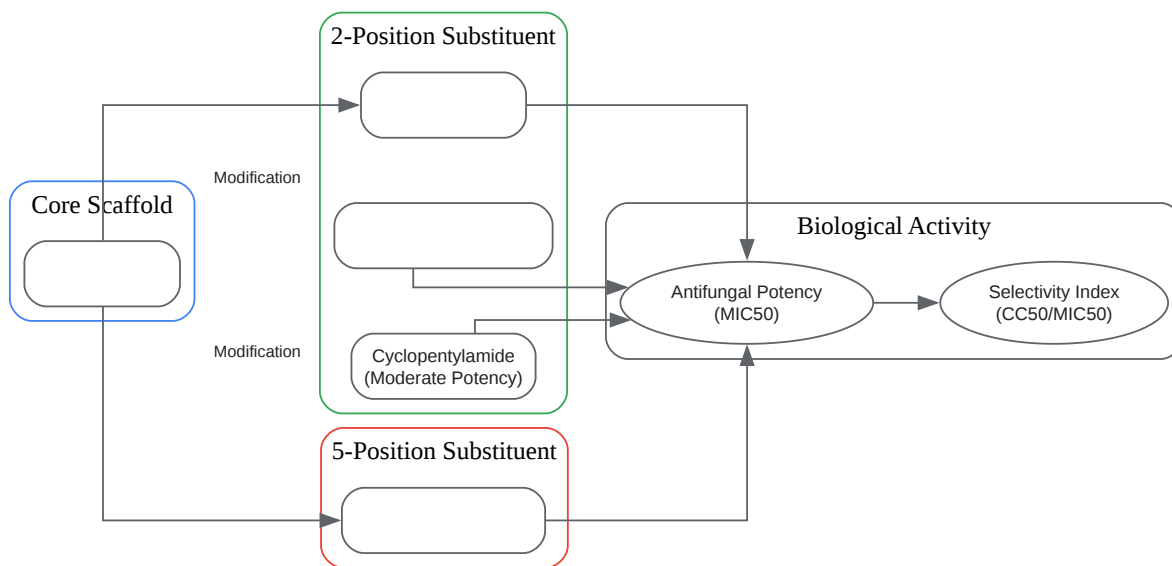 2-Position Substituent
Modification
Core Scaffold
Biological Activity
Antifungal Potency
(MIC50)
Selectivity Index
(CC50/MIC50)
Modification
Cyclopentylamide
(Moderate Potency)
5-Position Substituent